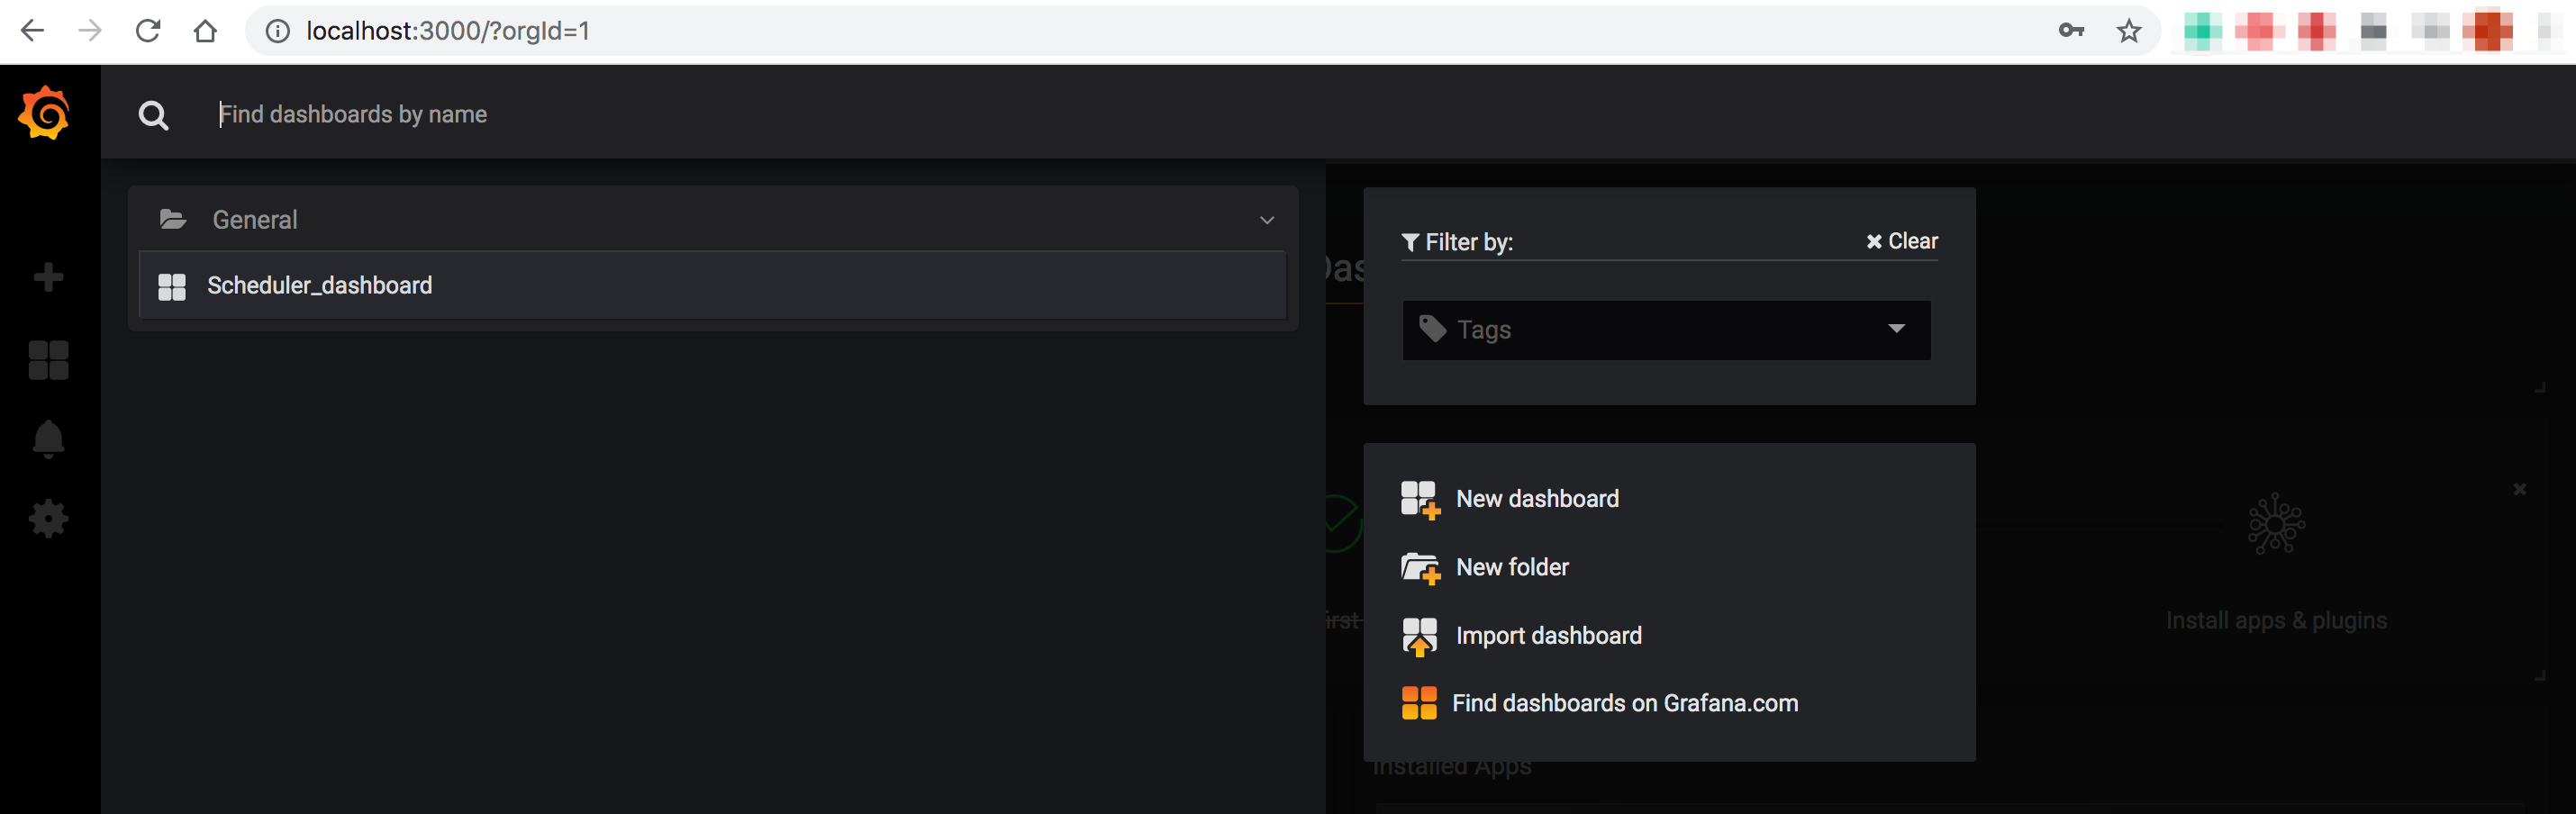 localhost:3000/?orgId=1
Find dashboards by name
General
Scheduler_dashboard
Filter by:
Clear
Tags
New dashboard
New folder
Import dashboard
Find dashboards on Grafana.com
Install apps & plugins
Installed Apps